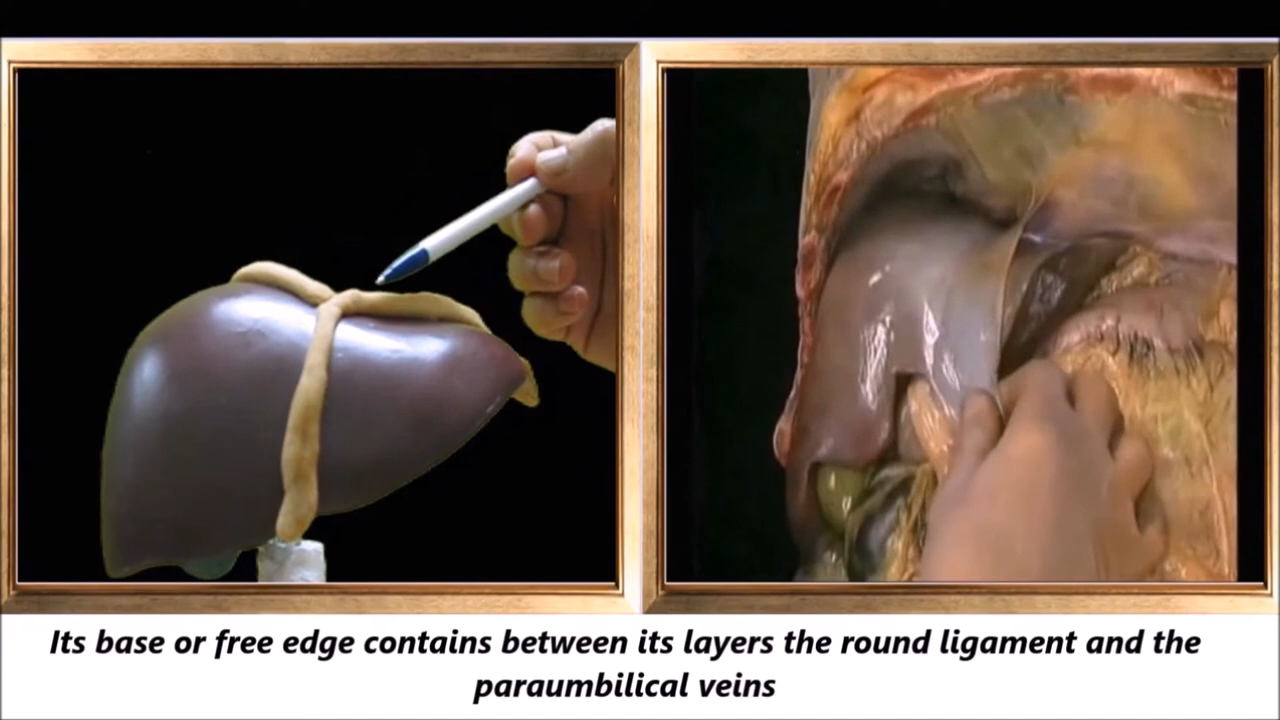 Its base or free edge contains between its layers the round ligament and the
paraumbilical veins